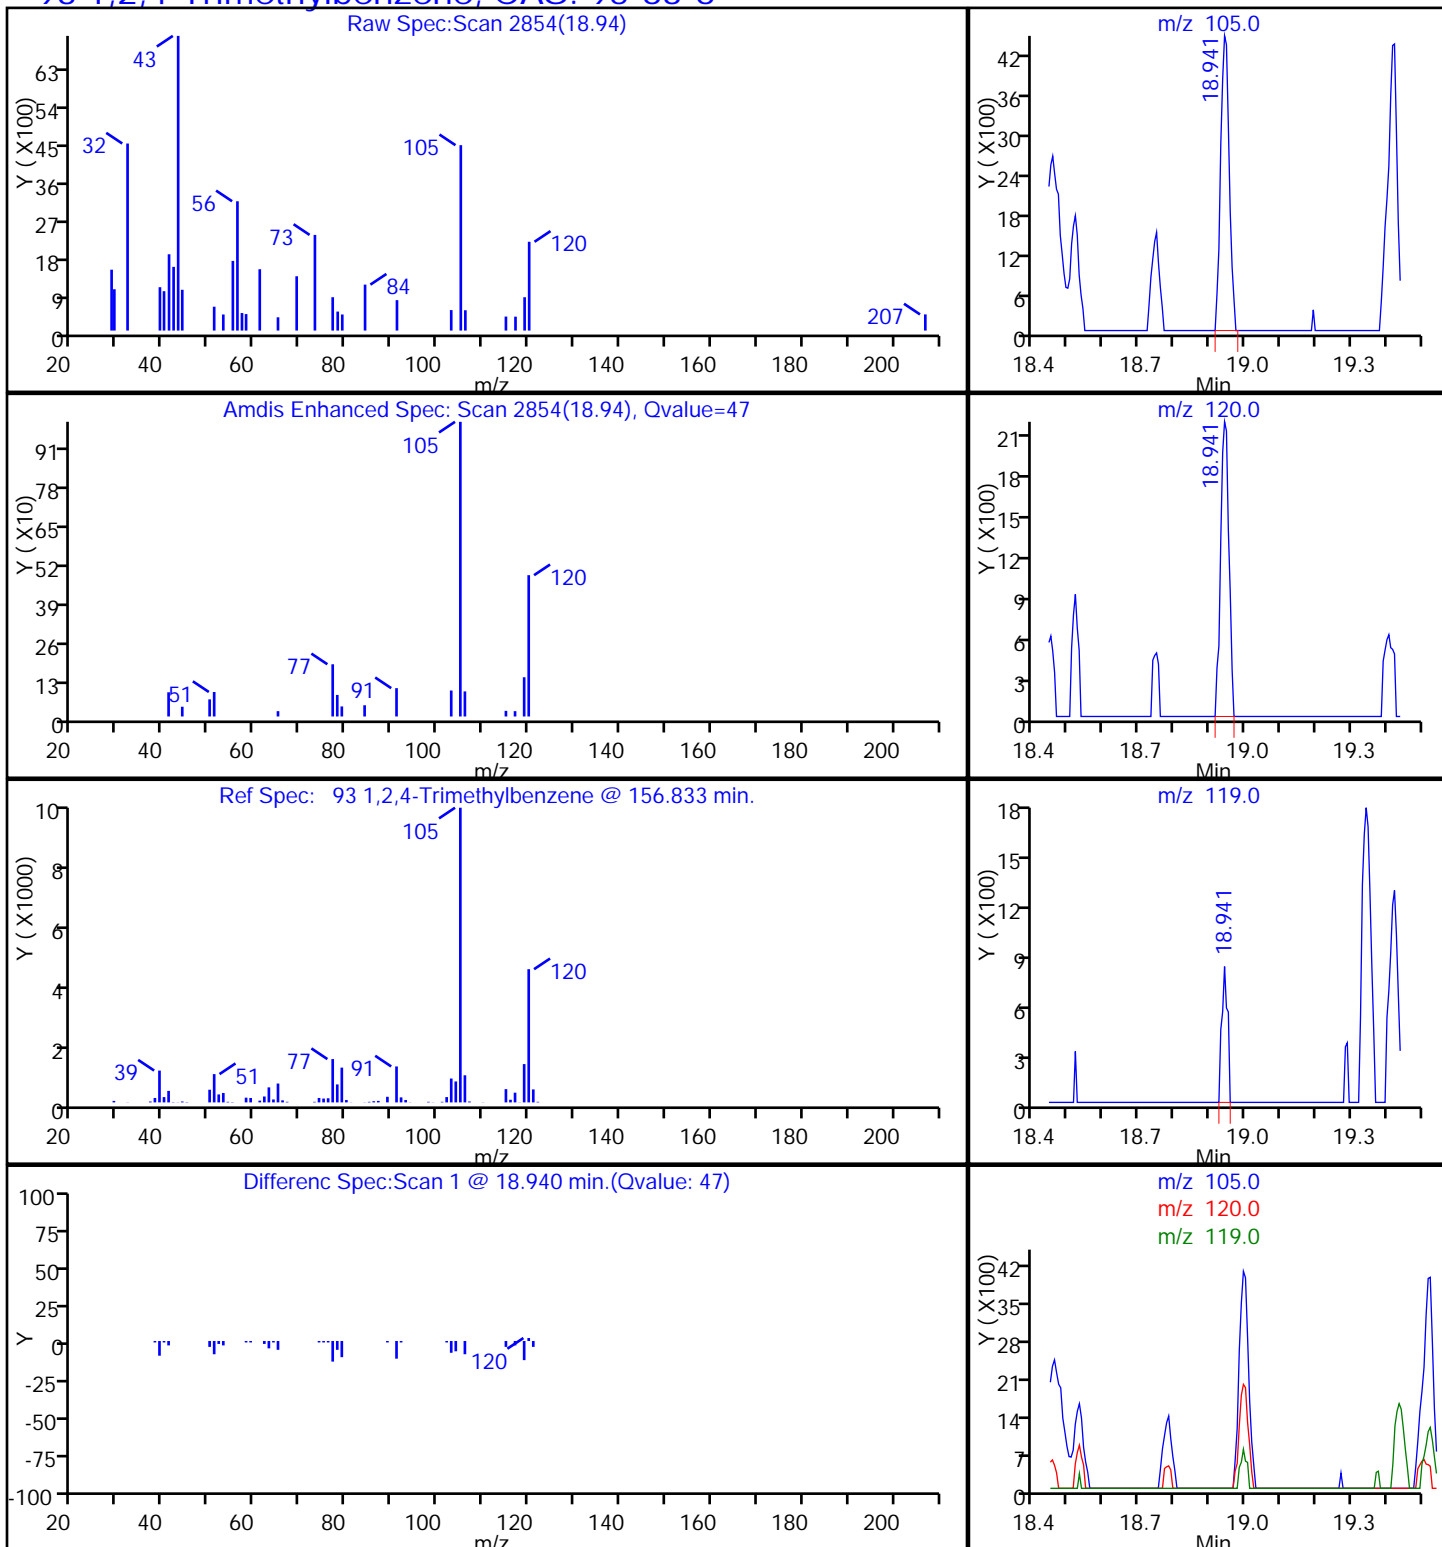 Raw Spec:Scan 2854(18.94)
Y ( X100)
63
54
45
36
27
18
9
0
43
32
56
73
84
105
120
207
20 40 60 80 100 120 140 160 180 200
m/z
m/z 105.0
Y ( X100)
42
36
30
24
18
12
6
0
18.941
18.4 18.7 19.0 19.3
Min
Amdis Enhanced Spec: Scan 2854(18.94), Qvalue=47
Y ( X10)
91
78
65
52
39
26
13
0
105
120
77
91
51
20 40 60 80 100 120 140 160 180 200
m/z
m/z 120.0
Y ( X100)
21
18
15
12
9
6
3
0
18.941
18.4 18.7 19.0 19.3
Min
Ref Spec: 93 1,2,4-Trimethylbenzene @ 156.833 min.
Y ( X1000)
10
8
6
4
2
0
105
120
39
51
77
91
20 40 60 80 100 120 140 160 180 200
m/z
m/z 119.0
Y ( X100)
18
15
12
9
6
3
0
18.941
18.4 18.7 19.0 19.3
Min
Differenc Spec:Scan 1 @ 18.940 min.(Qvalue: 47)
Y
100
75
50
25
0
-25
-50
-75
-100
120
20 40 60 80 100 120 140 160 180 200
m/z
m/z 105.0
m/z 120.0
m/z 119.0
Y ( X100)
42
35
28
21
14
7
0
18.4 18.7 19.0 19.3
Min